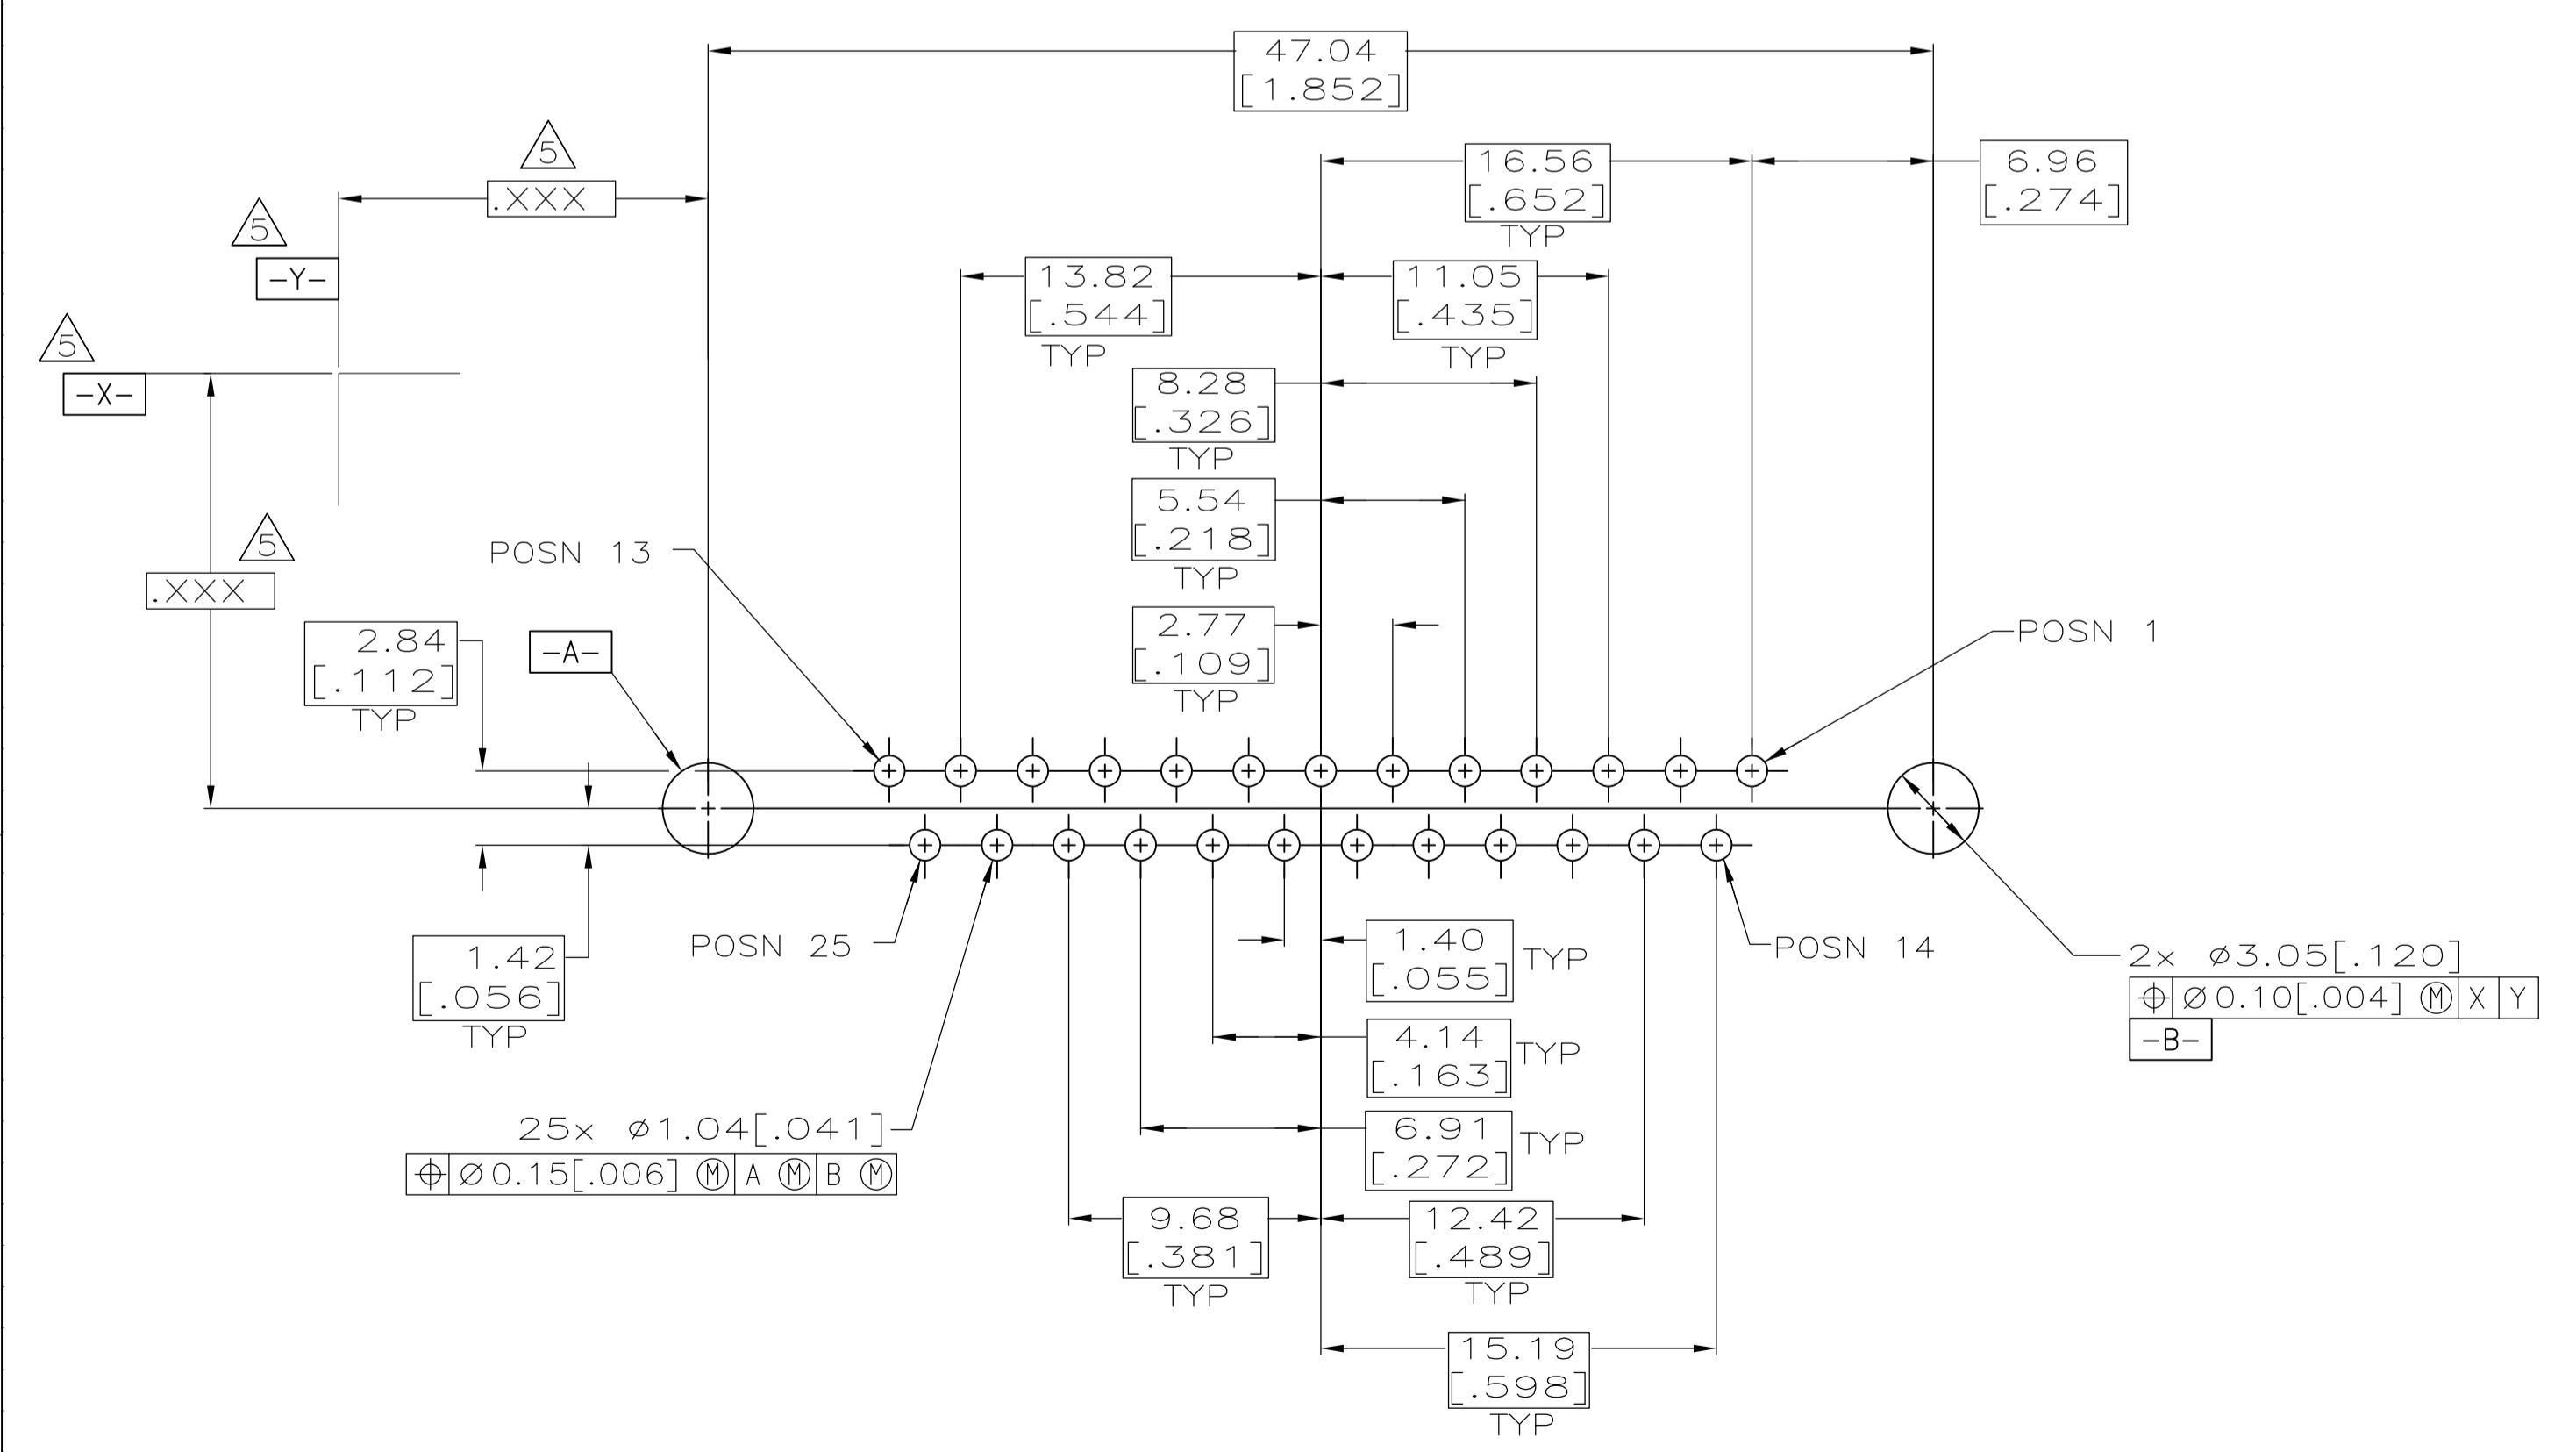 47.04
[1.852]
5
16.56
[.652]
TYP
6.96
[.274]
.XXX
5
-Y-
13.82
[.544]
TYP
11.05
[.435]
TYP
5
-X-
8.28
[.326]
TYP
5.54
[.218]
TYP
5
POSN 13
.XXX
2.77
[.109]
TYP
2.84
[.112]
TYP
-A-
POSN 1
POSN 25
1.42
[.056]
TYP
1.40
[.055]
TYP
POSN 14
2x ⌀3.05[.120]
⌖ ⌀0.10[.004] Ⓜ X Y
-B-
4.14
[.163]
TYP
25x ⌀1.04[.041]
⌖ ⌀0.15[.006] Ⓜ A Ⓜ B Ⓜ
6.91
[.272]
TYP
9.68
[.381]
TYP
12.42
[.489]
TYP
15.19
[.598]
TYP